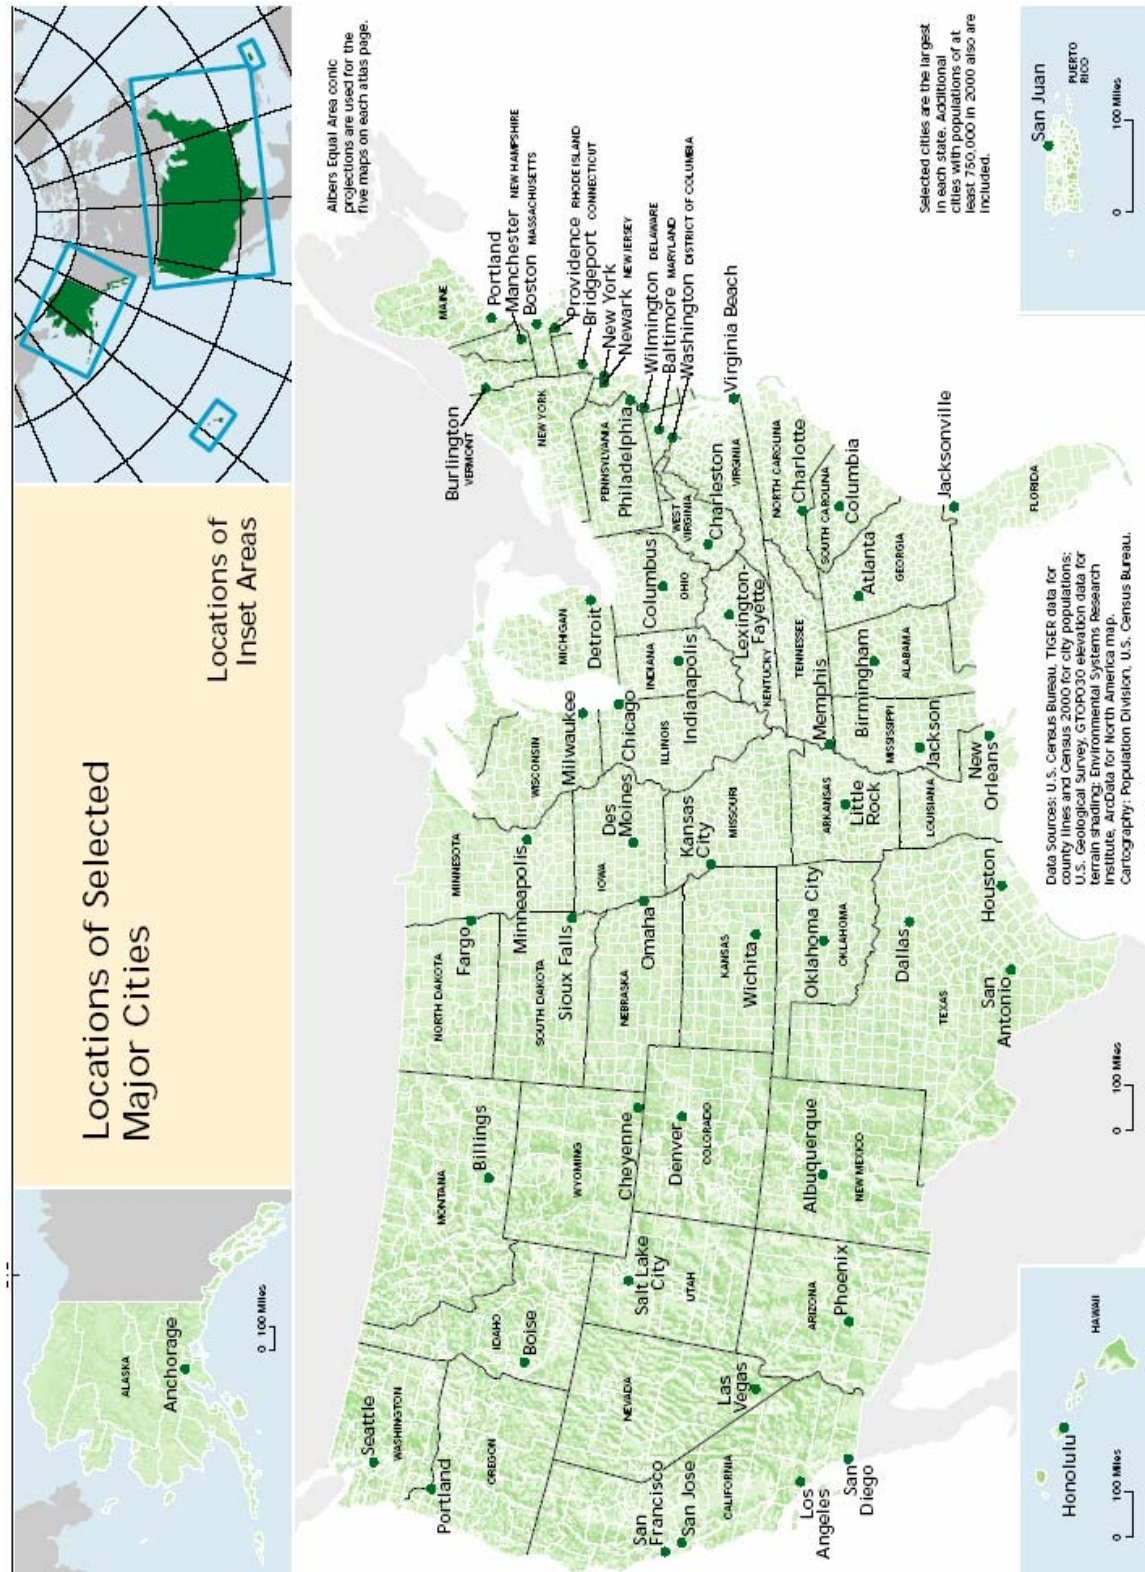 Locations of Selected
Major Cities
Locations of
Inset Areas
ALASKA
Anchorage
0 100 Miles
Albers Equal Area conic
projections are used for the
five maps on each atlas page.
Seattle
WASHINGTON
Portland
OREGON
IDAHO
Boise
MONTANA
Billings
WYOMING
Cheyenne
NEVADA
Las
Vegas
San
Francisco
San Jose
CALIFORNIA
Los
Angeles
San
Diego
Salt Lake
City
UTAH
ARIZONA
Phoenix
Denver
COLORADO
Albuquerque
NEW MEXICO
NORTH DAKOTA
Fargo
SOUTH DAKOTA
Sioux Falls
NEBRASKA
Omaha
KANSAS
Wichita
Oklahoma City
OKLAHOMA
Dallas
TEXAS
San
Antonio
Houston
MINNESOTA
Minneapolis
IOWA
Des
Moines
Kansas
City
MISSOURI
ARKANSAS
Little
Rock
LOUISIANA
New
Orleans
WISCONSIN
Milwaukee
Chicago
ILLINOIS
MICHIGAN
Detroit
INDIANA
Indianapolis
Columbus
OHIO
Lexington-
Fayette
KENTUCKY
TENNESSEE
Memphis
MISSISSIPPI
Jackson
Birmingham
ALABAMA
Atlanta
GEORGIA
Jacksonville
FLORIDA
SOUTH CAROLINA
Columbia
NORTH CAROLINA
Charlotte
WEST
VIRGINIA
Charleston
VIRGINIA
Virginia Beach
PENNSYLVANIA
Philadelphia
NEW YORK
Burlington
VERMONT
MAINE
Portland
Manchester NEW HAMPSHIRE
Boston MASSACHUSETTS
Providence RHODE ISLAND
Bridgeport CONNECTICUT
New York
Newark NEW JERSEY
Wilmington DELAWARE
Baltimore MARYLAND
Washington DISTRICT OF COLUMBIA
Selected cities are the largest
in each state. Additional
cities with populations of at
least 750,000 in 2000 also are
included.
Honolulu
HAWAII
0 100 Miles
0 100 Miles
Data Sources: U.S. Census Bureau, TIGER data for
county lines and Census 2000 for city populations;
U.S. Geological Survey, GTOPO30 elevation data for
terrain shading; Environmental Systems Research
Institute, ArcData for North America map.
Cartography: Population Division, U.S. Census Bureau.
San Juan
PUERTO
RICO
0 100 Miles